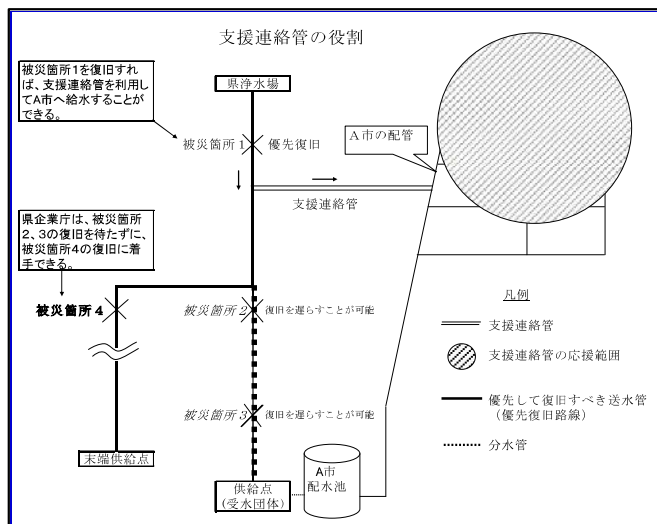 支援連絡管の役割
被災箇所1を復旧すれ
ば、支援連絡管を利用し
てA市へ給水することが
できる。
県浄水場
被災箇所1
優先復旧
A市の配管
支援連絡管
県企業庁は、被災箇所
2、3の復旧を待たずに、
被災箇所4の復旧に着
手できる。
被災箇所4
被災箇所2
復旧を遅らすことが可能
被災箇所3
復旧を遅らすことが可能
末端供給点
供給点
(受水団体)
A市
配水池
凡例
支援連絡管
支援連絡管の応援範囲
優先して復旧すべき送水管
(優先復旧路線)
分水管